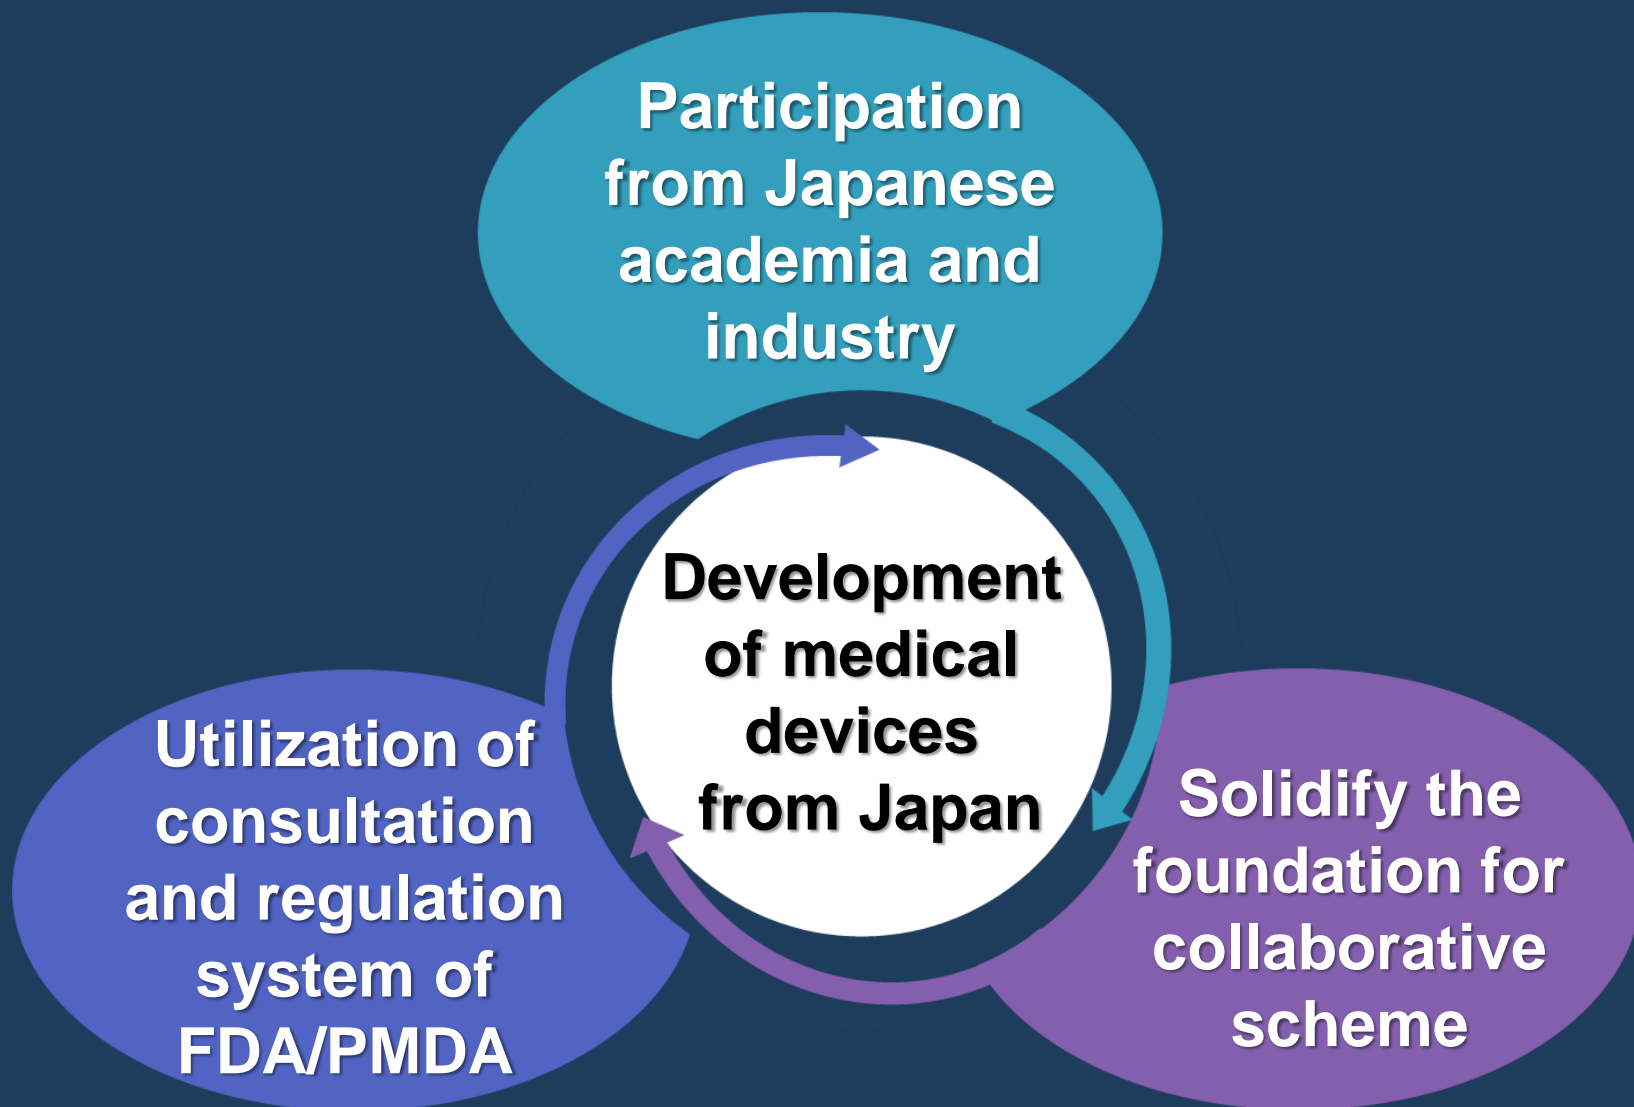 Participation
from Japanese
academia and
industry
Development
of medical
devices
from Japan
Utilization of
consultation
and regulation
system of
FDA/PMDA
Solidify the
foundation for
collaborative
scheme